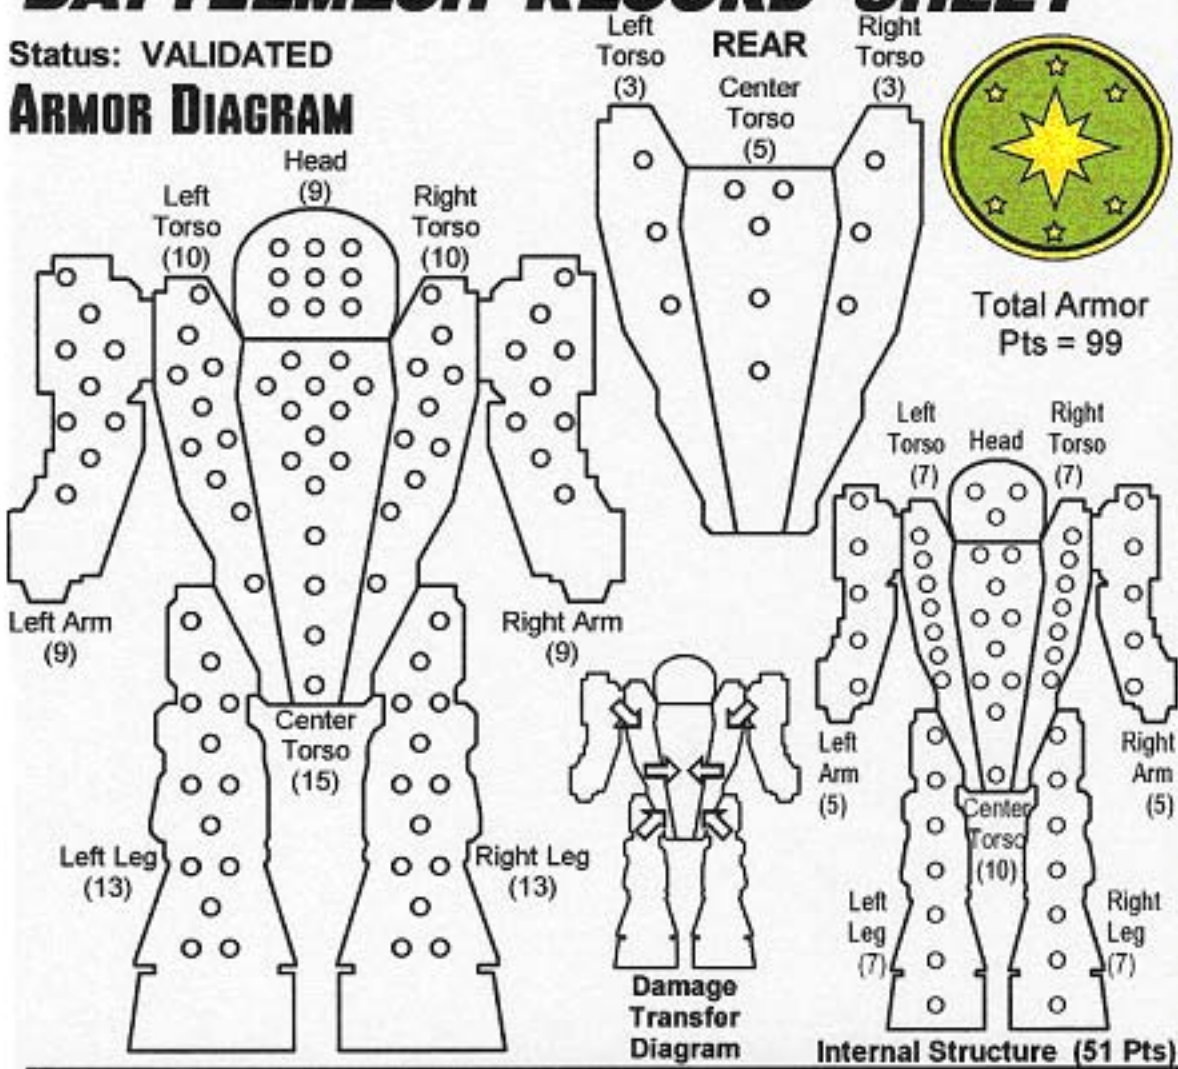 BATTLEMECH RECORD SHEET
Status: VALIDATED
ARMOR DIAGRAM
Head
(9)
Left
Torso
(10)
Right
Torso
(10)
Left Arm
(9)
Right Arm
(9)
Center
Torso
(15)
Left Leg
(13)
Right Leg
(13)
Left
Torso
(3)
REAR
Center
Torso
(5)
Right
Torso
(3)
Total Armor
Pts = 99
Damage
Transfer
Diagram
Left
Torso
(7)
Head
Right
Torso
(7)
Left
Arm
(5)
Right
Arm
(5)
Center
Torso
(10)
Left
Leg
(7)
Right
Leg
(7)
Internal Structure (51 Pts)